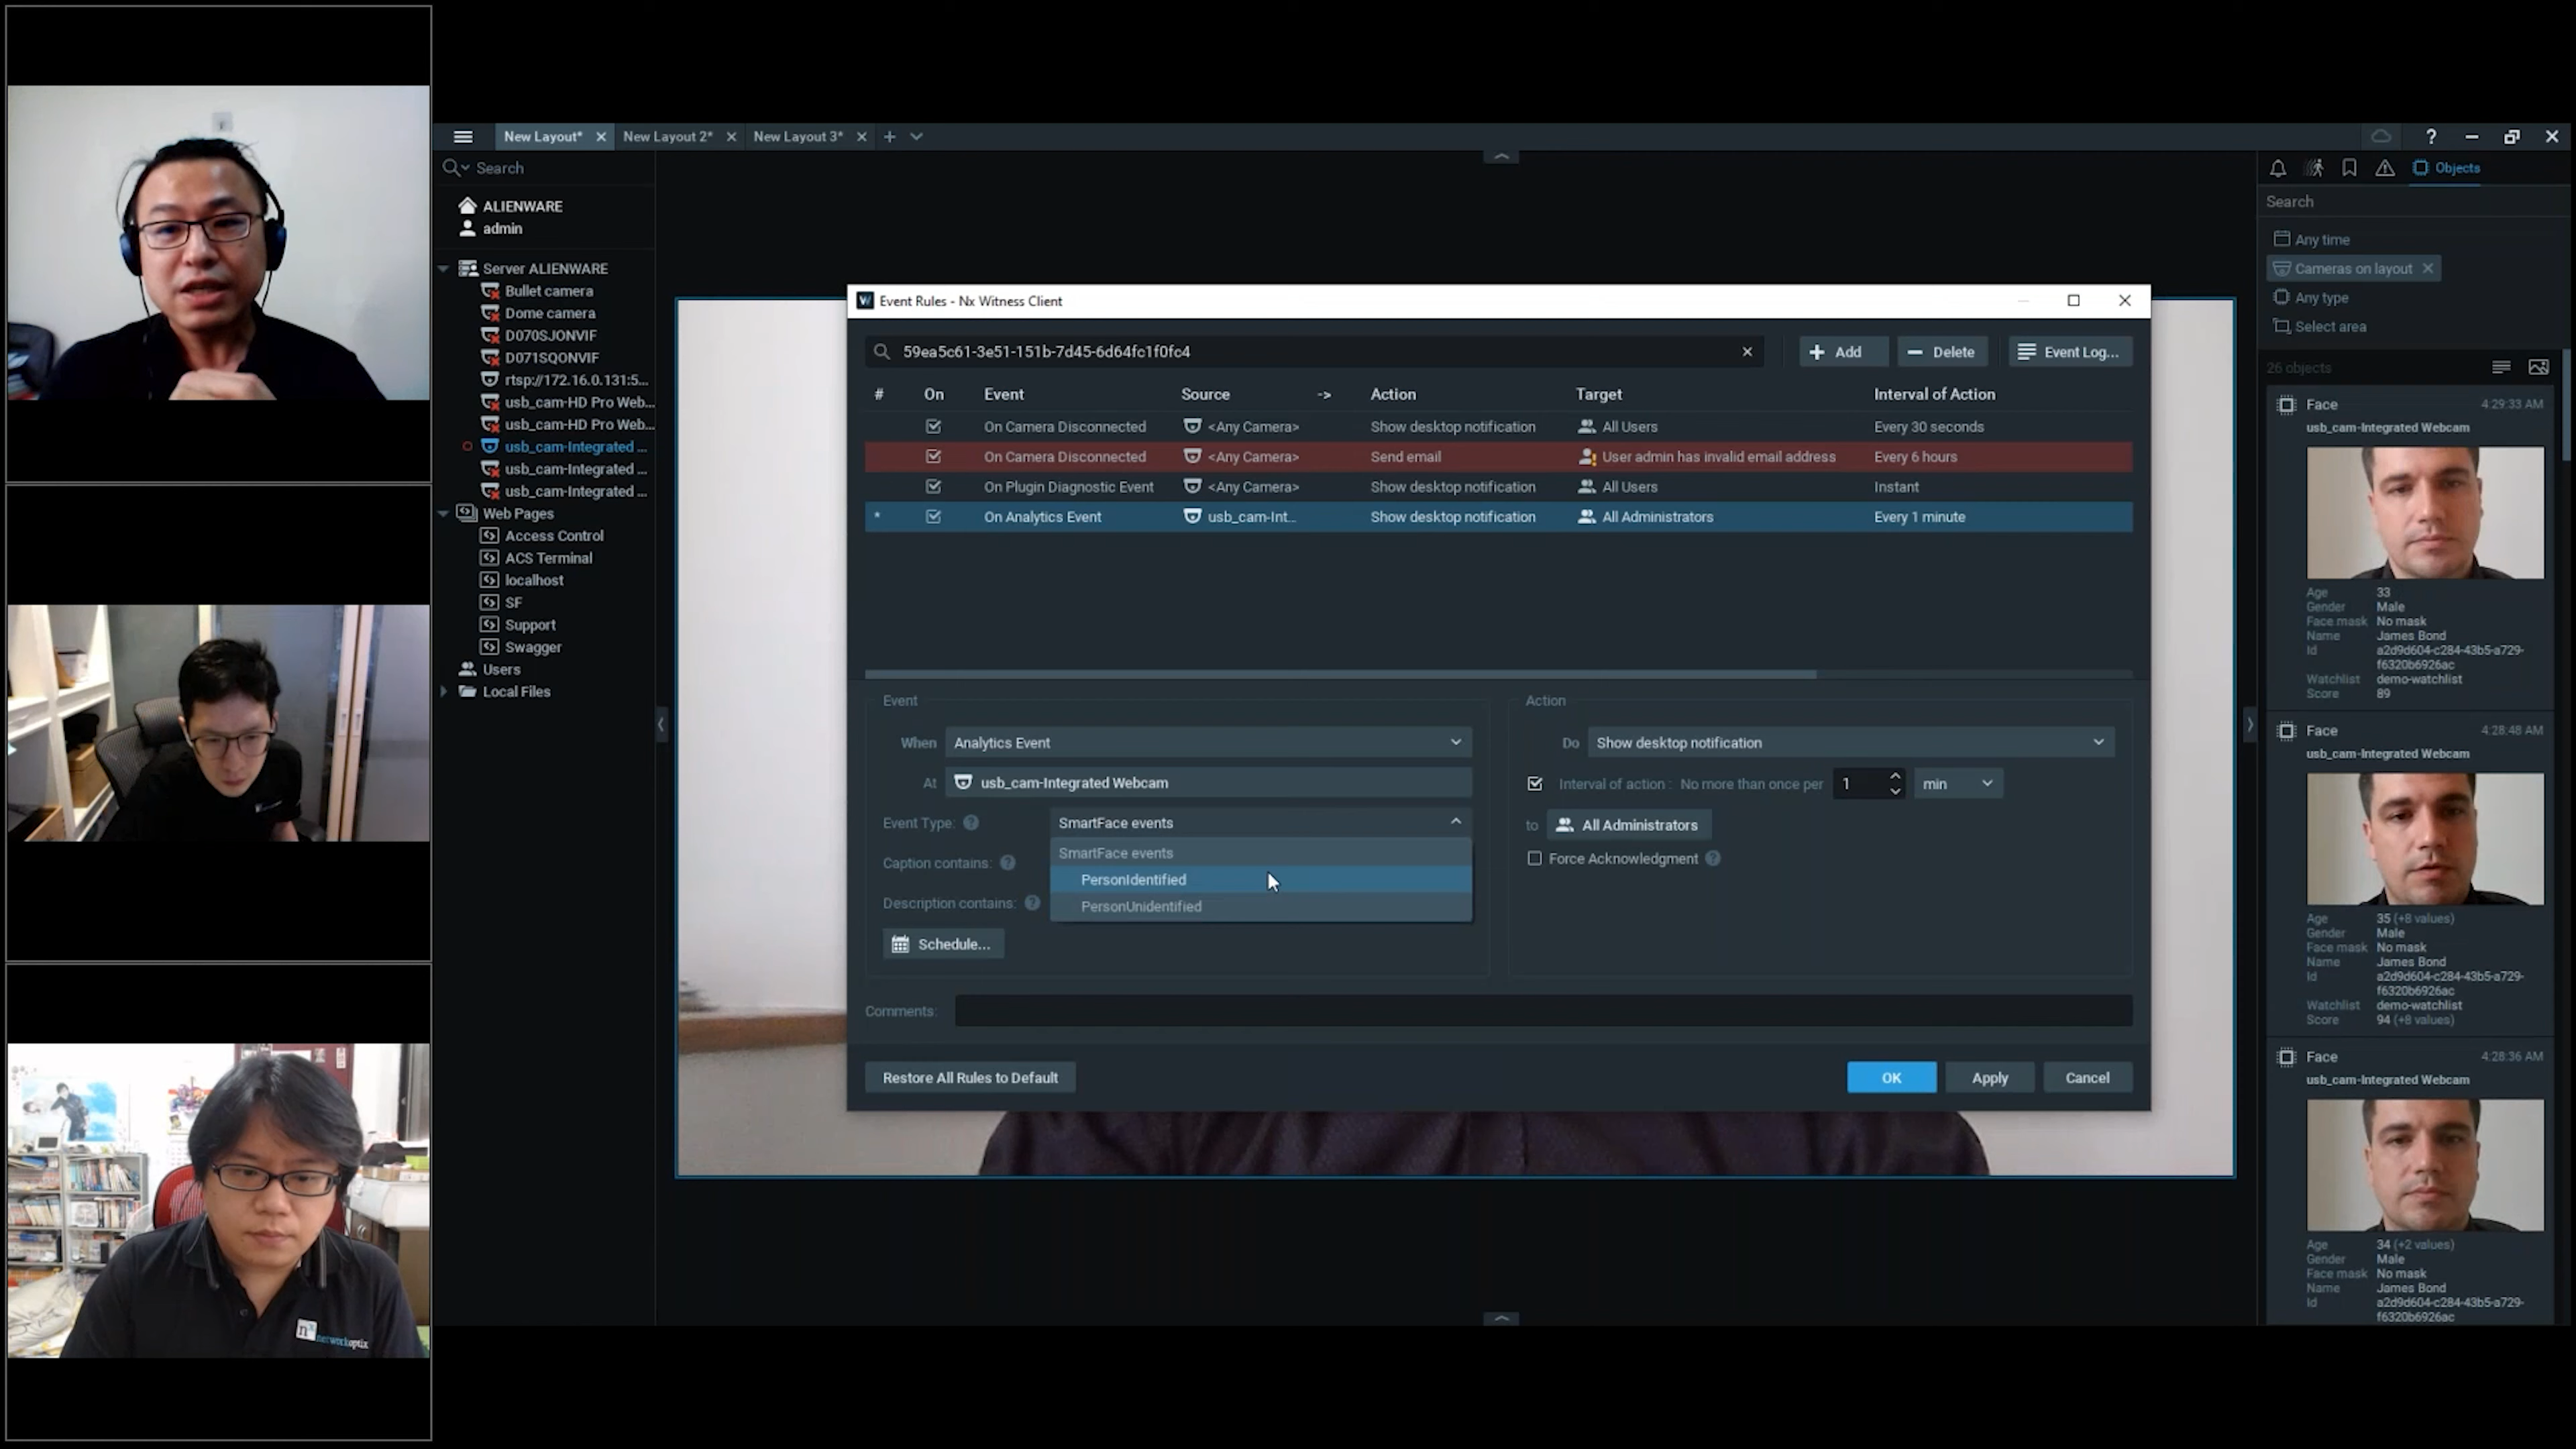 New Layout*
New Layout 2*
New Layout 3*
Search
ALIENWARE
admin
Server ALIENWARE
Bullet camera
Dome camera
D070SJONVIF
D071SQONVIF
rtsp://172.16.0.131:5...
usb_cam-HD Pro Web...
usb_cam-HD Pro Web...
usb_cam-Integrated ...
usb_cam-Integrated ...
usb_cam-Integrated ...
Web Pages
Access Control
ACS Terminal
localhost
SF
Support
Swagger
Users
Local Files
Event Rules - Nx Witness Client
59ea5c61-3e51-151b-7d45-6d64fc1f0fc4
Add
Delete
Event Log...
# On Event Source -> Action Target Interval of Action
On Camera Disconnected <Any Camera> Show desktop notification All Users Every 30 seconds
On Camera Disconnected <Any Camera> Send email User admin has invalid email address Every 6 hours
On Plugin Diagnostic Event <Any Camera> Show desktop notification All Users Instant
* On Analytics Event usb_cam-Int... Show desktop notification All Administrators Every 1 minute
Event
When Analytics Event
At usb_cam-Integrated Webcam
Event Type: ? SmartFace events
SmartFace events
PersonIdentified
PersonUnidentified
Caption contains: ?
Description contains: ?
Schedule...
Action
Do Show desktop notification
Interval of action : No more than once per 1 min
to All Administrators
Force Acknowledgment ?
Comments:
Restore All Rules to Default
OK
Apply
Cancel
?
Objects
Search
Any time
Cameras on layout
Any type
Select area
26 objects
Face 4:29:33 AM
usb_cam-Integrated Webcam
Age 33
Gender Male
Face mask No mask
Name James Bond
Id a2d9d604-c284-43b5-a729-
f6320b6926ac
Watchlist demo-watchlist
Score 89
Face 4:28:48 AM
usb_cam-Integrated Webcam
Age 35 (+8 values)
Gender Male
Face mask No mask
Name James Bond
Id a2d9d604-c284-43b5-a729-
f6320b6926ac
Watchlist demo-watchlist
Score 94 (+8 values)
Face 4:28:36 AM
usb_cam-Integrated Webcam
Age 34 (+2 values)
Gender Male
Face mask No mask
Name James Bond
Id a2d9d604-c284-43b5-a729-
f6320b6926ac
nx networkoptix